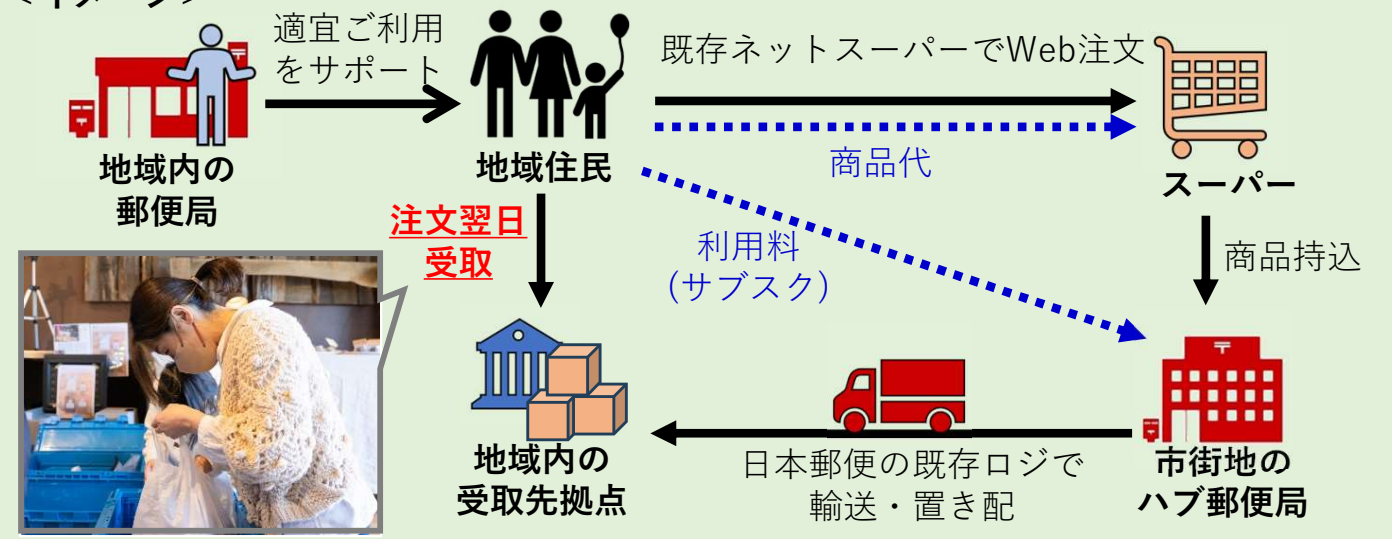 適宜ご利用
をサポート
既存ネットスーパーでWeb注文
商品代
地域内の
郵便局
地域住民
スーパー
注文翌日
受取
利用料
(サブスク)
商品持込
地域内の
受取先拠点
日本郵便の既存ロジで
輸送・置き配
市街地の
ハブ郵便局